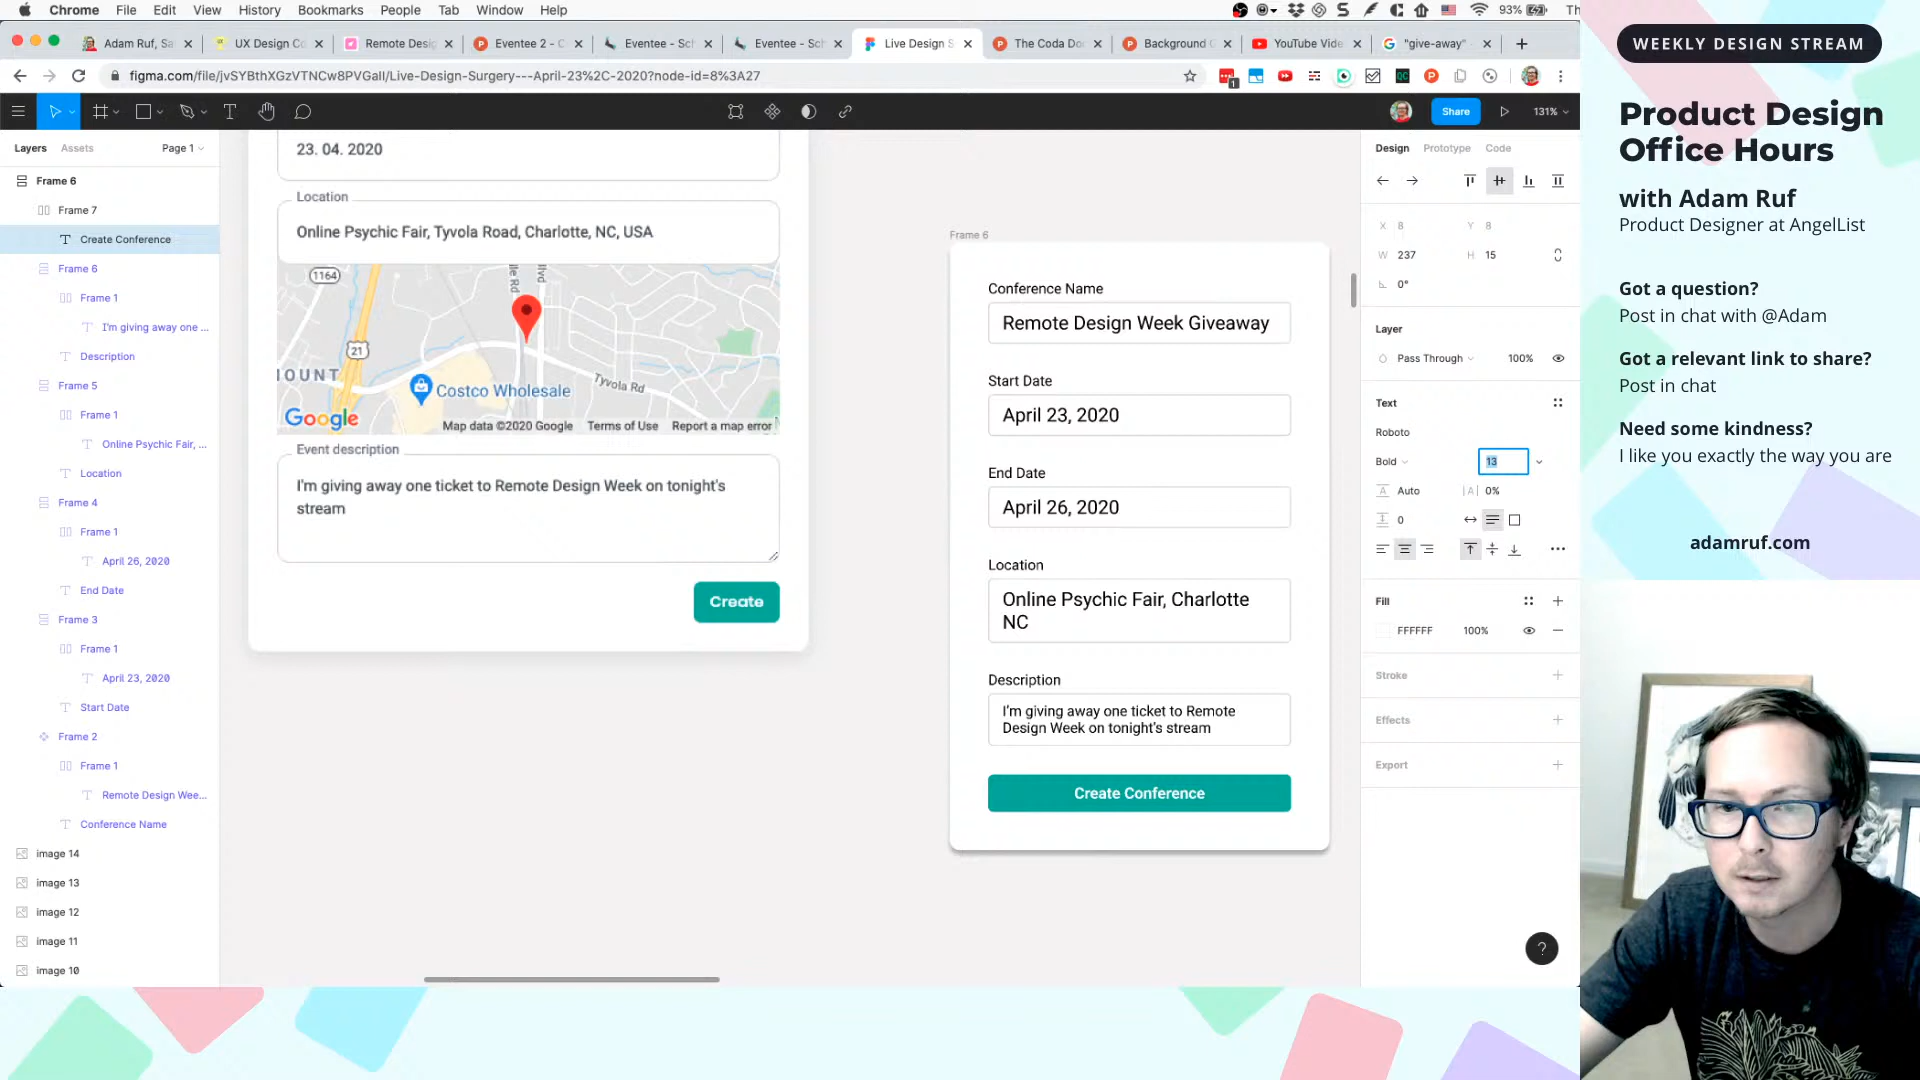 Chrome File Edit View History Bookmarks People Tab Window Help
93%
Th
Adam Ruf, Sa
UX Design Co
Remote Desig
Eventee 2 - C
Eventee - Sch
Eventee - Sch
Live Design S
The Coda Do
Background
YouTube Vide
"give-away"
figma.com/file/jvSYBthXGzVTNCw8PVGaII/Live-Design-Surgery---April-23%2C-2020?node-id=8%3A27
Share
131%
Layers
Assets
Page 1
Frame 6
Frame 7
Create Conference
Frame 6
Frame 1
I'm giving away one ...
Description
Frame 5
Frame 1
Online Psychic Fair, ...
Location
Frame 4
Frame 1
April 26, 2020
End Date
Frame 3
Frame 1
April 23, 2020
Start Date
Frame 2
Frame 1
Remote Design Wee...
Conference Name
image 14
image 13
image 12
image 11
image 10
23. 04. 2020
Location
Online Psychic Fair, Tyvola Road, Charlotte, NC, USA
1164
21
OUNT
Costco Wholesale
Tyvola Rd
Google
Map data ©2020 Google
Terms of Use
Report a map error
Event description
I'm giving away one ticket to Remote Design Week on tonight's
stream
Create
Frame 6
Conference Name
Remote Design Week Giveaway
Start Date
April 23, 2020
End Date
April 26, 2020
Location
Online Psychic Fair, Charlotte
NC
Description
I'm giving away one ticket to Remote
Design Week on tonight's stream
Create Conference
Design
Prototype
Code
X 8
Y 8
W 237
H 15
0°
Layer
Pass Through
100%
Text
Roboto
Bold
13
Auto
0%
0
Fill
FFFFFF
100%
Stroke
Effects
Export
?
WEEKLY DESIGN STREAM
Product Design
Office Hours
with Adam Ruf
Product Designer at AngelList
Got a question?
Post in chat with @Adam
Got a relevant link to share?
Post in chat
Need some kindness?
I like you exactly the way you are
adamruf.com